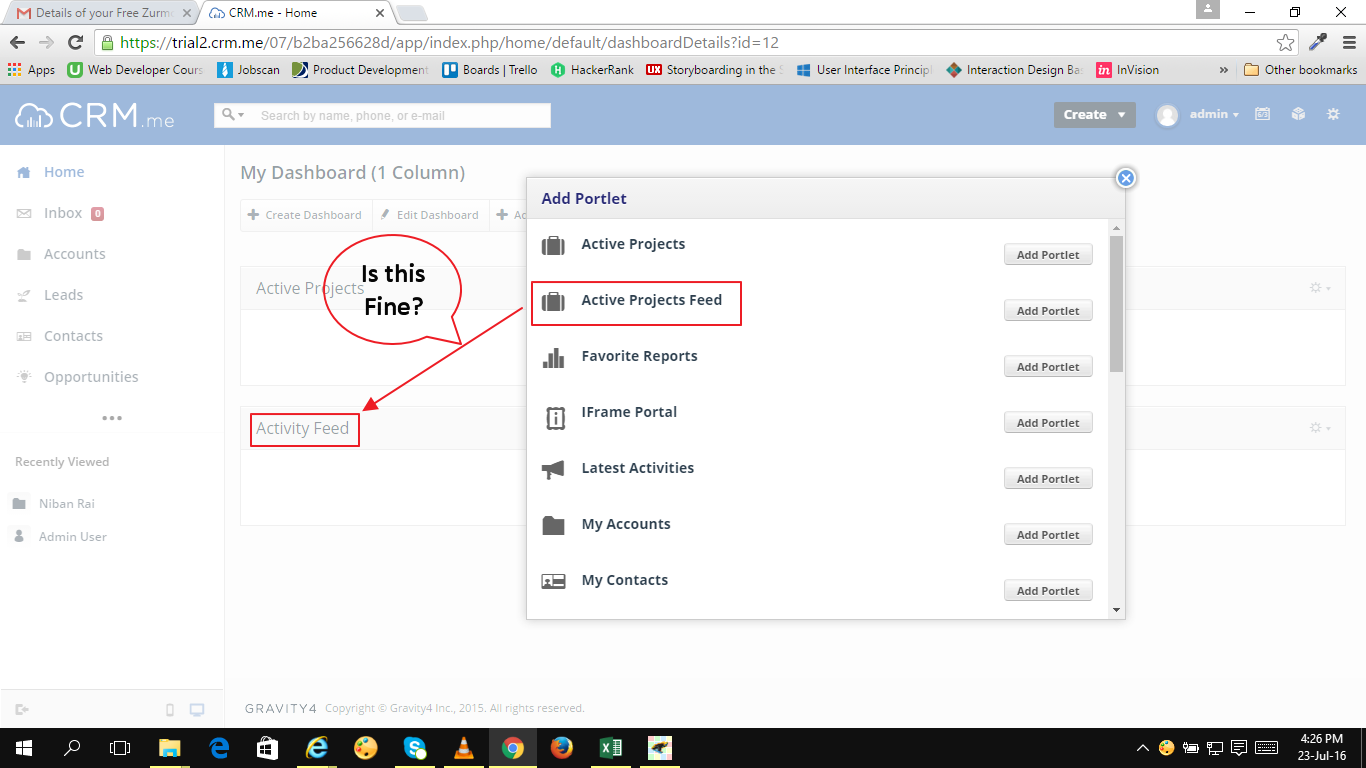 Details of your Free Zurmo
CRM.me - Home
https://trial2.crm.me/07/b2ba256628d/app/index.php/home/default/dashboardDetails?id=12
Apps
Web Developer Cours
Jobscan
Product Development
Boards | Trello
HackerRank
UX Storyboarding in the S
User Interface Principl
Interaction Design Bas
in InVision
»
Other bookmarks
CRM.me
Search by name, phone, or e-mail
Create
admin
Home
Inbox 0
Accounts
Leads
Contacts
Opportunities
•••
Recently Viewed
Niban Rai
Admin User
My Dashboard (1 Column)
Create Dashboard
Edit Dashboard
Ad
Active Projects
Is this
Fine?
Activity Feed
Add Portlet
Active Projects
Add Portlet
Active Projects Feed
Add Portlet
Favorite Reports
Add Portlet
IFrame Portal
Add Portlet
Latest Activities
Add Portlet
My Accounts
Add Portlet
My Contacts
Add Portlet
GRAVITY4 Copyright © Gravity4 Inc., 2015. All rights reserved.
4:26 PM
23-Jul-16